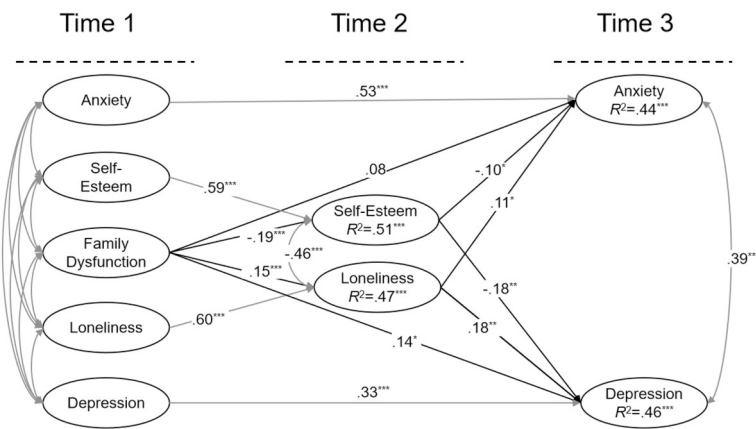 Time 1
Time 2
Time 3
Anxiety
.53***
Anxiety
R²=.44***
Self-
Esteem
.59***
.08
-.10*
.11*
Self-Esteem
R²=.51***
Family
Dysfunction
-.19***
-.46***
.15***
Loneliness
R²=.47***
.39**
-.18**
Loneliness
.60***
.18**
.14*
Depression
.33***
Depression
R²=.46***